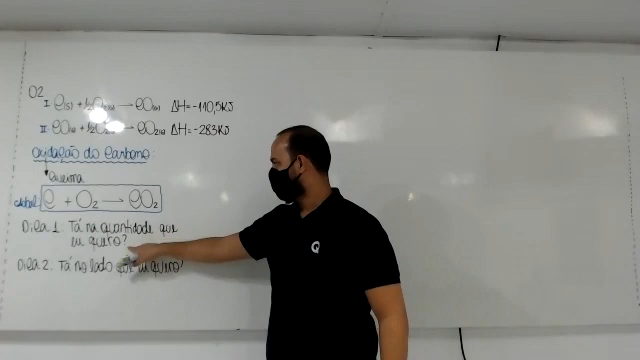 02
I. C(s) + 1/2O2(g) → CO(g) ΔH=-110,5KJ
II. CO(g) + 1/2O2(g) → CO2(g) ΔH=-283KJ
Oxidação do Carbono:
Queima
Global: C + O2 → CO2
Dica 1. Tá na quantidade que
eu quero?
Dica 2. Tá no lado que eu quero?
Q